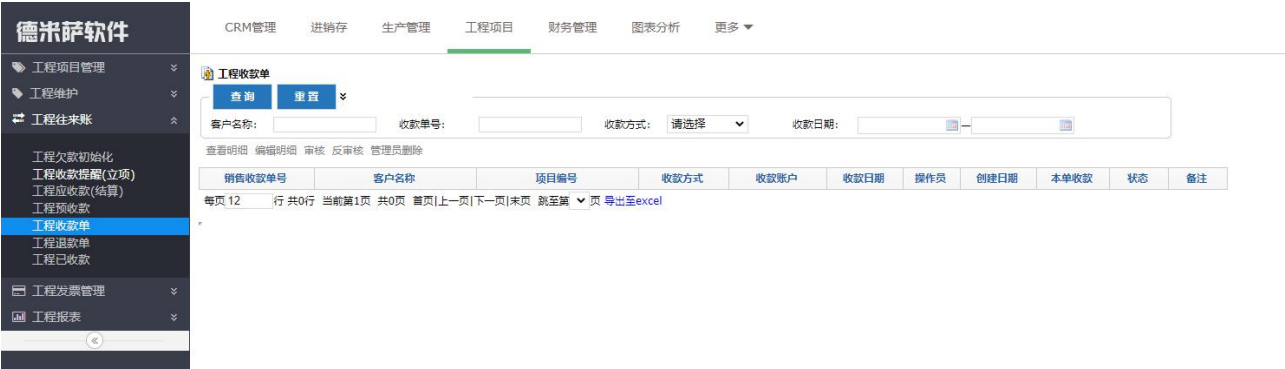 德米萨软件
CRM管理 进销存 生产管理 工程项目 财务管理 图表分析 更多
工程项目管理
工程维护
工程往来账
工程欠款初始化
工程收款提醒(立项)
工程应收款(结算)
工程预收款
工程收款单
工程退款单
工程已收款
工程发票管理
工程报表
工程收款单
查询 重置
客户名称: 收款单号: 收款方式: 请选择 收款日期: —
查看明细 编辑明细 审核 反审核 管理员删除
销售收款单号 客户名称 项目编号 收款方式 收款账户 收款日期 操作员 创建日期 本单收款 状态 备注
每页12 行 共0行 当前第1页 共0页 首页|上一页|下一页|末页 跳至第 页 导出至excel